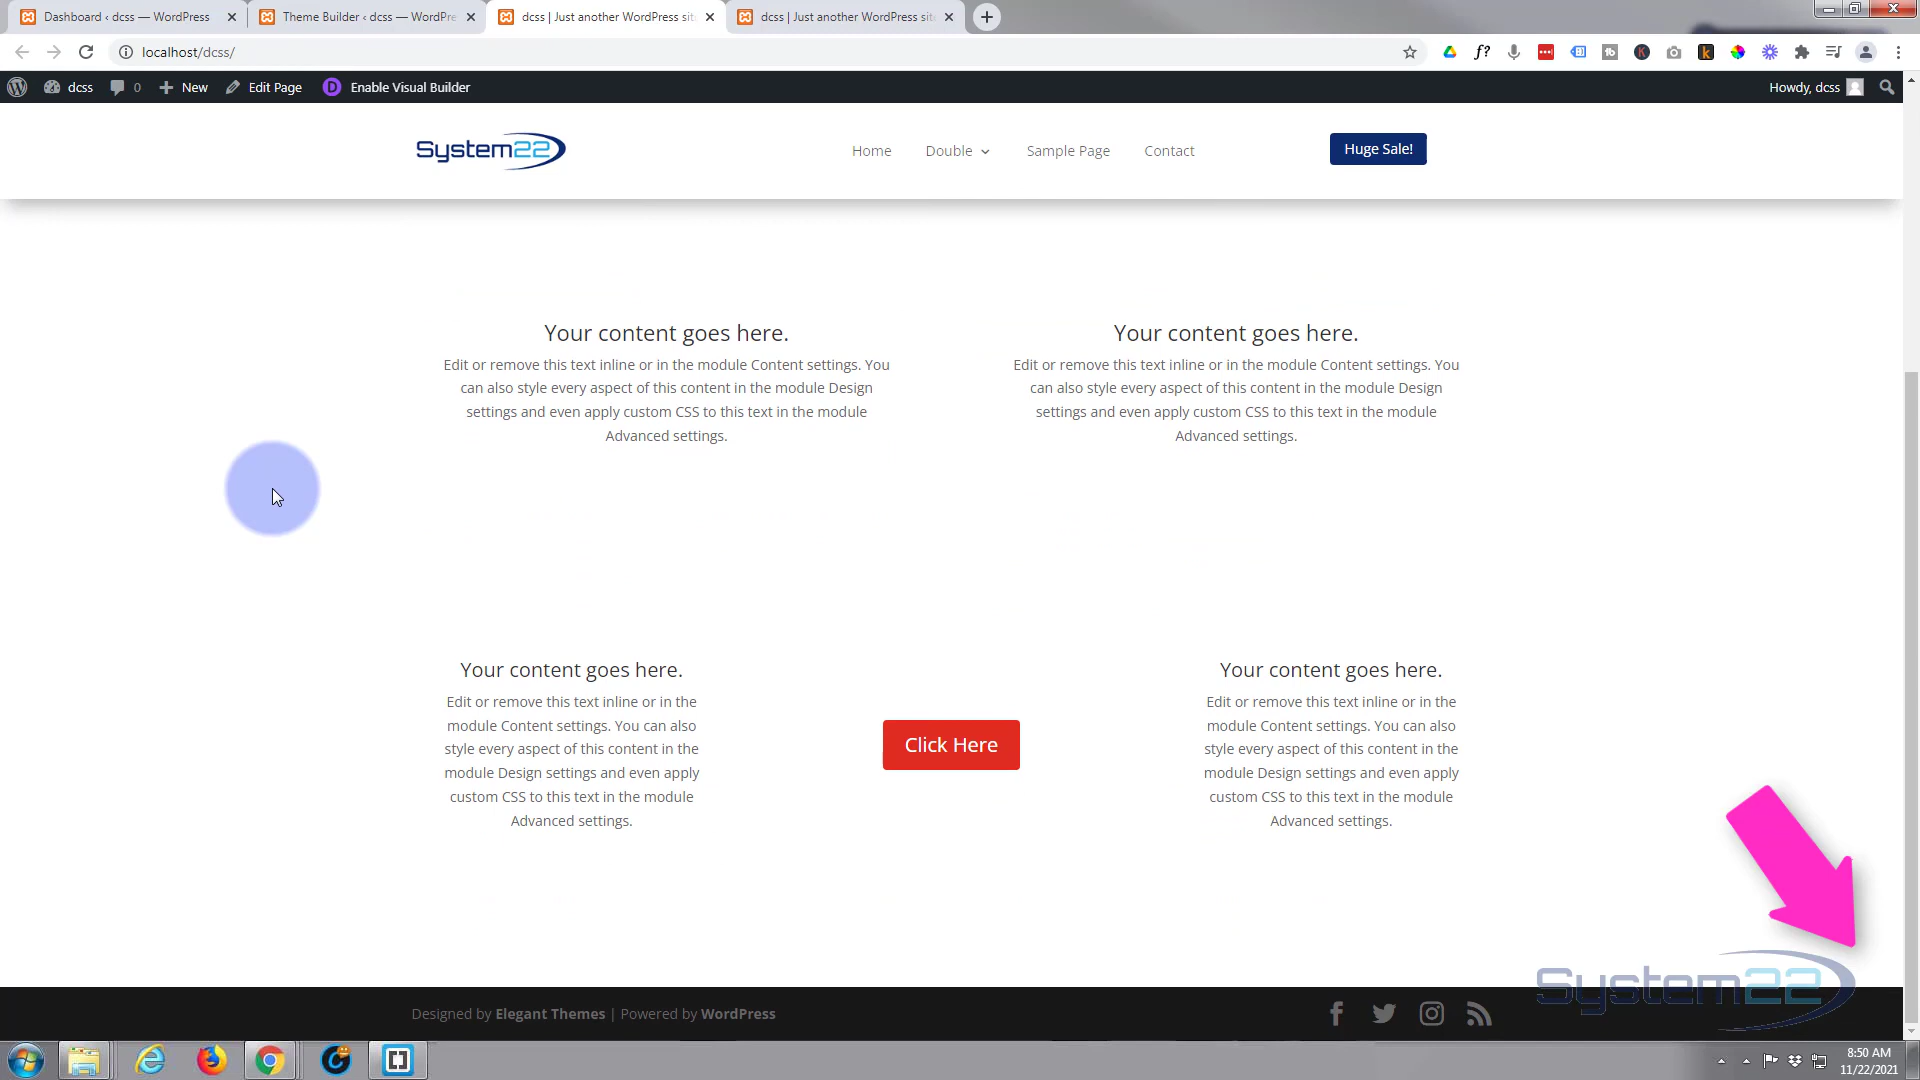 Dashboard ‹ dcss — WordPress
Theme Builder ‹ dcss — WordPre
dcss | Just another WordPress sit
dcss | Just another WordPress sit
localhost/dcss/
dcss
0
New
Edit Page
Enable Visual Builder
Howdy, dcss
System22
Home
Double
Sample Page
Contact
Huge Sale!
Your content goes here.
Edit or remove this text inline or in the module Content settings. You
can also style every aspect of this content in the module Design
settings and even apply custom CSS to this text in the module
Advanced settings.
Your content goes here.
Edit or remove this text inline or in the module Content settings. You
can also style every aspect of this content in the module Design
settings and even apply custom CSS to this text in the module
Advanced settings.
Your content goes here.
Edit or remove this text inline or in the
module Content settings. You can also
style every aspect of this content in the
module Design settings and even apply
custom CSS to this text in the module
Advanced settings.
Click Here
Your content goes here.
Edit or remove this text inline or in the
module Content settings. You can also
style every aspect of this content in the
module Design settings and even apply
custom CSS to this text in the module
Advanced settings.
System22
Designed by Elegant Themes | Powered by WordPress
8:50 AM
11/22/2021